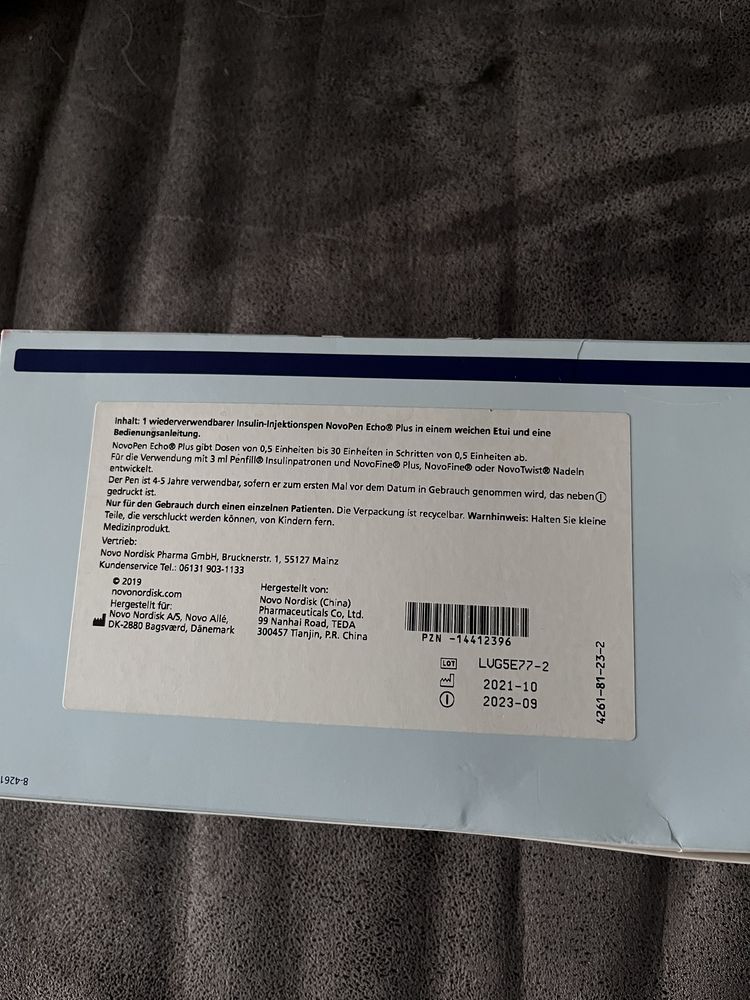 Inhalt: 1 wiederverwendbarer Insulin-Injektionspen NovoPen Echo® Plus in einem weichen Etui und eine
Bedienungsanleitung.
NovoPen Echo® Plus gibt Dosen von 0,5 Einheiten bis 30 Einheiten in Schritten von 0,5 Einheiten ab.
Für die Verwendung mit 3 ml Penfill® Insulinpatronen und NovoFine® Plus, NovoFine® oder NovoTwist® Nadeln
entwickelt.
Der Pen ist 4-5 Jahre verwendbar, sofern er zum ersten Mal vor dem Datum in Gebrauch genommen wird, das neben
gedruckt ist.
Nur für den Gebrauch durch einen einzelnen Patienten. Die Verpackung ist recycelbar. Warnhinweis: Halten Sie kleine
Teile, die verschluckt werden können, von Kindern fern.
Medizinprodukt.
Vertrieb:
Novo Nordisk Pharma GmbH, Brucknerstr. 1, 55127 Mainz
Kundenservice Tel.: 06131 903-1133
© 2019
novonordisk.com
Hergestellt für:
Novo Nordisk A/S, Novo Allé,
DK-2880 Bagsværd, Dänemark
Hergestellt von:
Novo Nordisk (China)
Pharmaceuticals Co, Ltd.
99 Nanhai Road, TEDA
300457 Tianjin, P.R. China
PZN -14412396
LOT LVG5E77-2
2021-10
2023-09
4261-81-23-2
8-4261